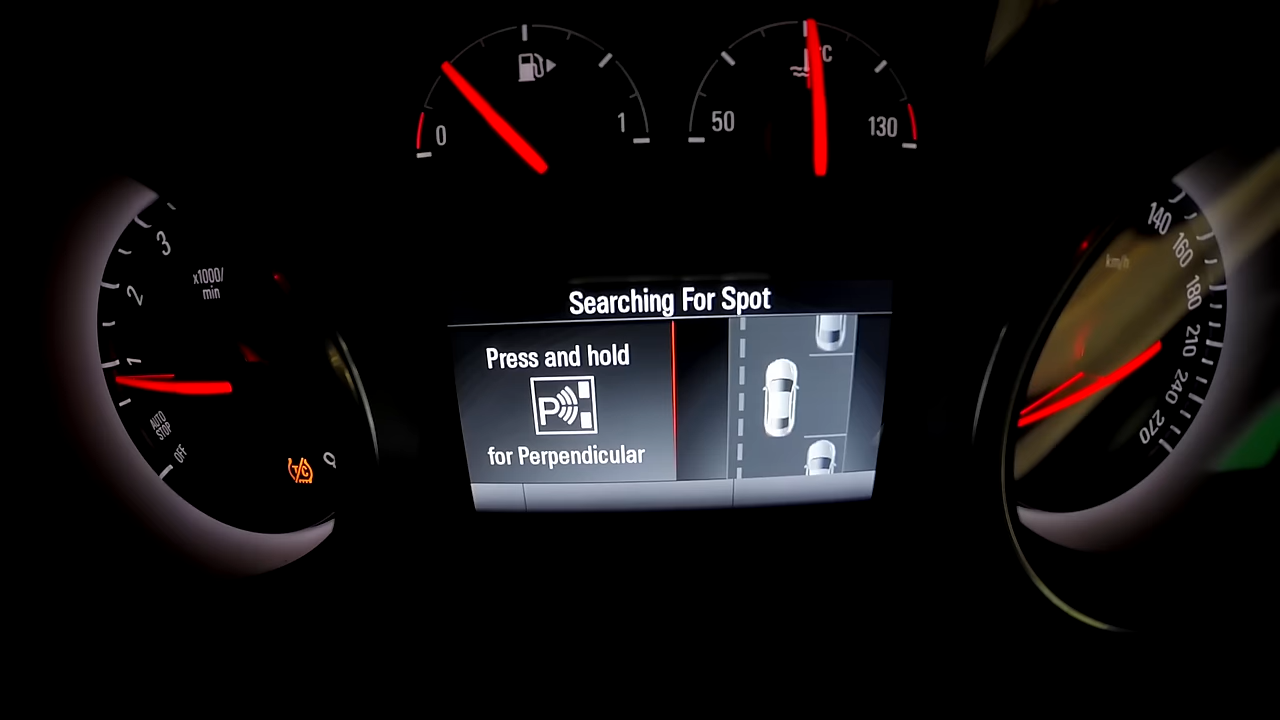 °C
0
1
50
130
3
2
1
x1000/
min
AUTO
STOP
OFF
TC
Searching For Spot
Press and hold
P
for Perpendicular
km/h
140
160
180
210
240
270